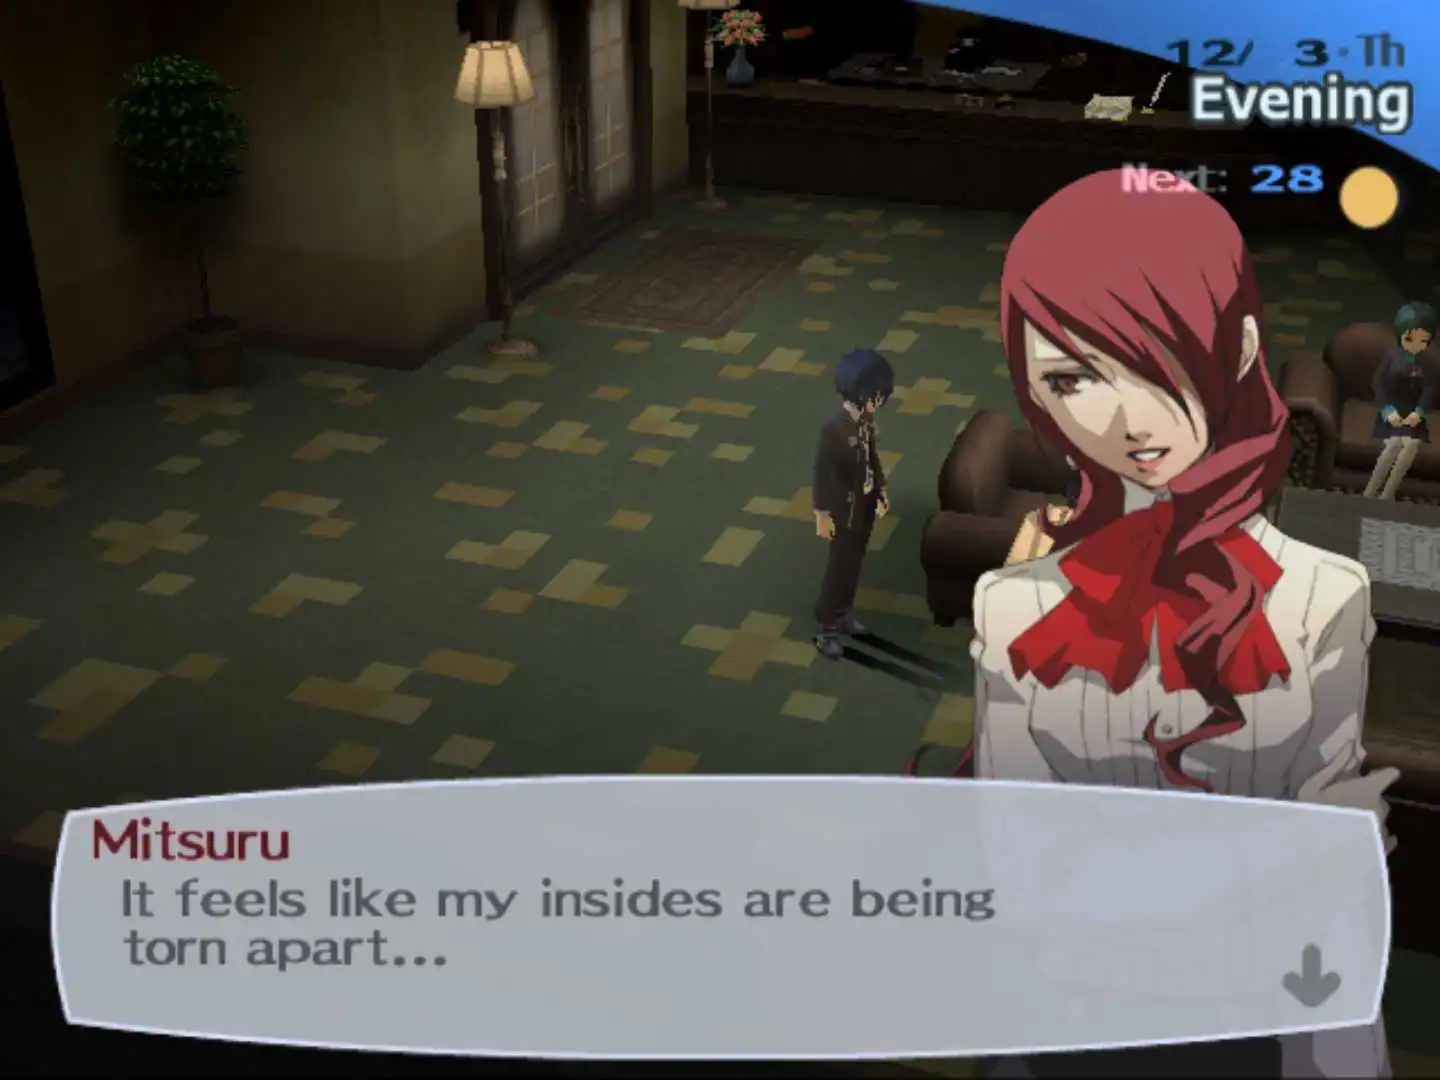 12/ 3·Th
Evening
Next: 28
Mitsuru
It feels like my insides are being
torn apart...